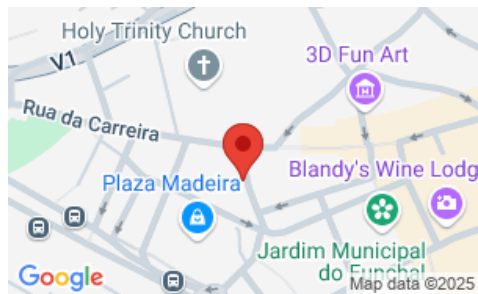 Holy Trinity Church
V1
3D Fun Art
Rua da Carreira
Plaza Madeira
Blandy's Wine Lodg
Jardim Municipal
do Funchal
Google
Map data ©2025